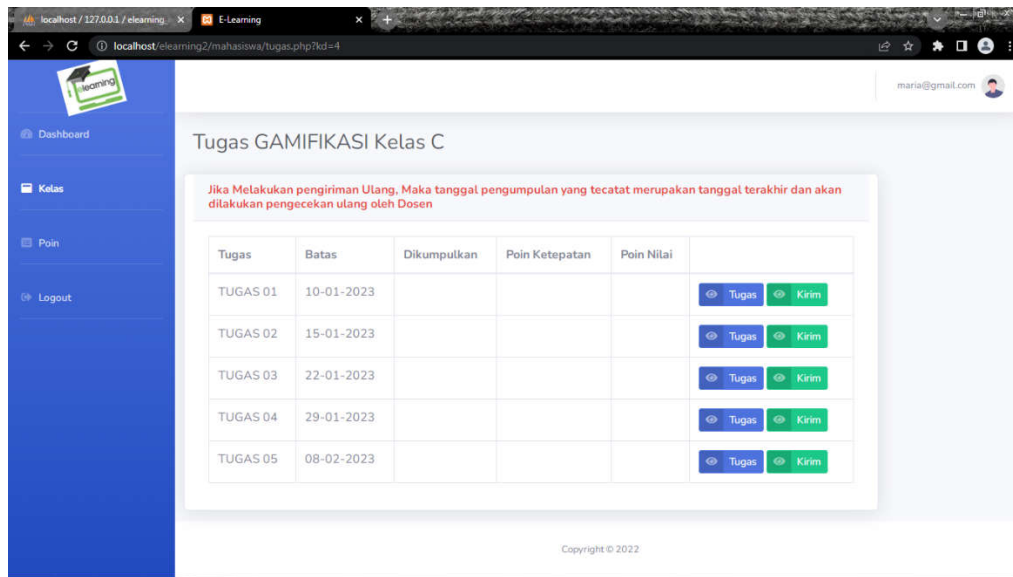 localhost / 127.0.0.1 / elearning
E-Learning
localhost/elearning2/mahasiswa/tugas.php?kd=4
elearning
maria@gmail.com
Dashboard
Kelas
Poin
Logout
Tugas GAMIFIKASI Kelas C
Jika Melakukan pengiriman Ulang, Maka tanggal pengumpulan yang tecatat merupakan tanggal terakhir dan akan
dilakukan pengecekan ulang oleh Dosen
Tugas Batas Dikumpulkan Poin Ketepatan Poin Nilai
TUGAS 01 10-01-2023 Tugas Kirim
TUGAS 02 15-01-2023 Tugas Kirim
TUGAS 03 22-01-2023 Tugas Kirim
TUGAS 04 29-01-2023 Tugas Kirim
TUGAS 05 08-02-2023 Tugas Kirim
Copyright © 2022